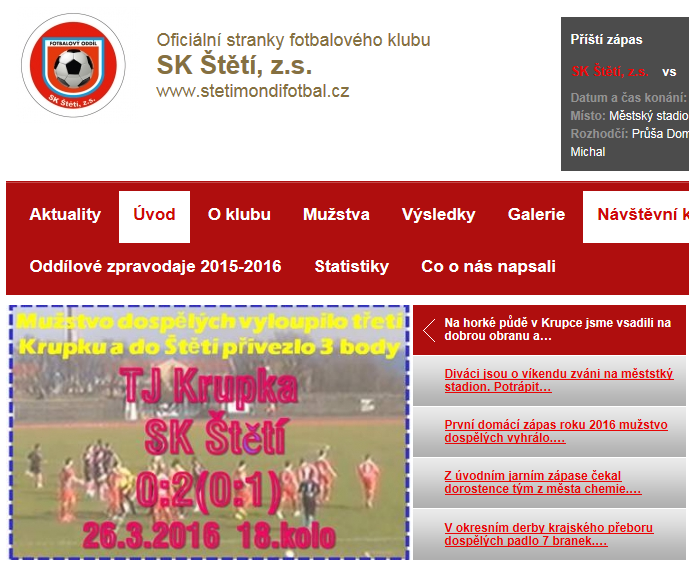 FOTBALOVÝ ODDÍL
SK Štětí, z.s.
Oficiální stranky fotbalového klubu
SK Štětí, z.s.
www.stetimondifotbal.cz
Příští zápas
SK Štětí, z.s. vs
Datum a čas konání:
Místo: Městský stadio
Rozhodčí: Průša Dom
Michal
Aktuality Úvod O klubu Mužstva Výsledky Galerie Návštěvní k
Oddílové zpravodaje 2015-2016 Statistiky Co o nás napsali
Mužstvo dospělých vyloupilo třetí
Krupku a do Štětí přivezlo 3 body
TJ Krupka
SK Štětí
0:2(0:1)
26.3.2016 18.kolo
Na horké půdě v Krupce jsme vsadili na
dobrou obranu a…
Diváci jsou o víkendu zváni na měststký
stadion. Potrápit…
První domácí zápas roku 2016 mužstvo
dospělých vyhrálo.…
Z úvodním jarním zápase čekal
dorostence tým z města chemie.…
V okresním derby krajského přeboru
dospělých padlo 7 branek.…